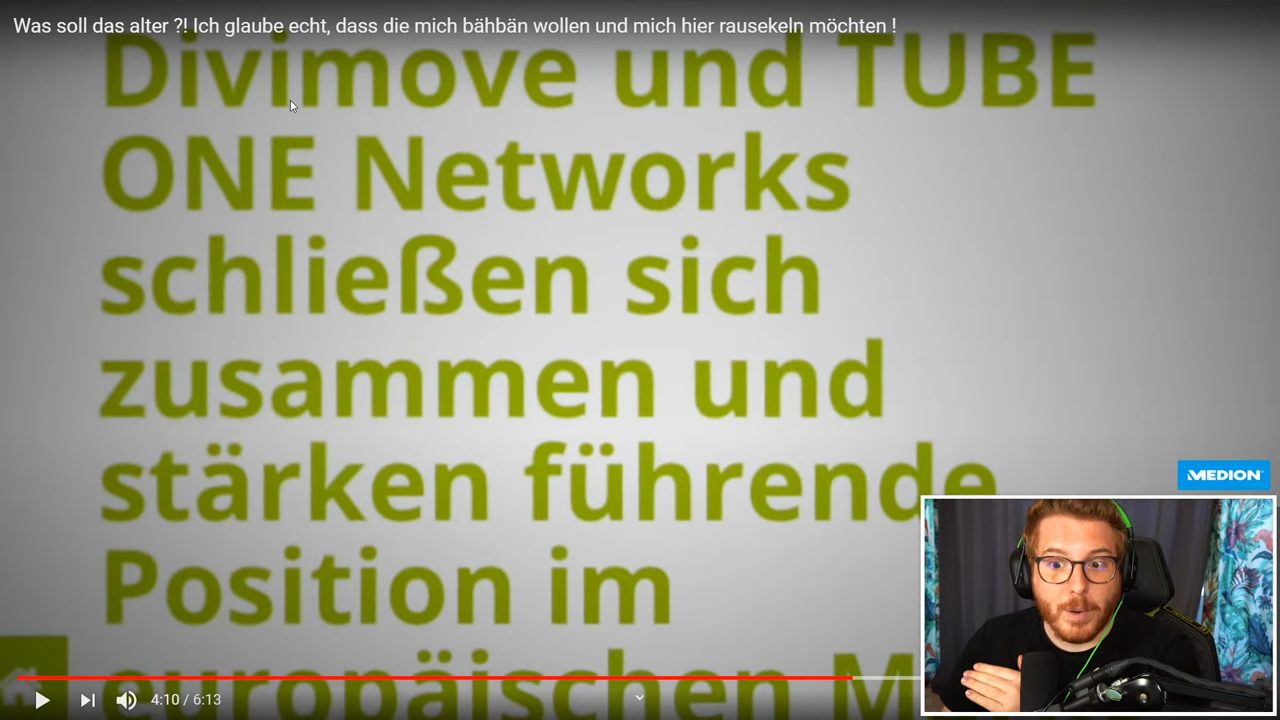 Was soll das alter ?! Ich glaube echt, dass die mich bähbän wollen und mich hier rausekeln möchten !
Divimove und TUBE
ONE Networks
schließen sich
zusammen und
stärken führende
Position im
europäischen
MEDION
4:10 / 6:13